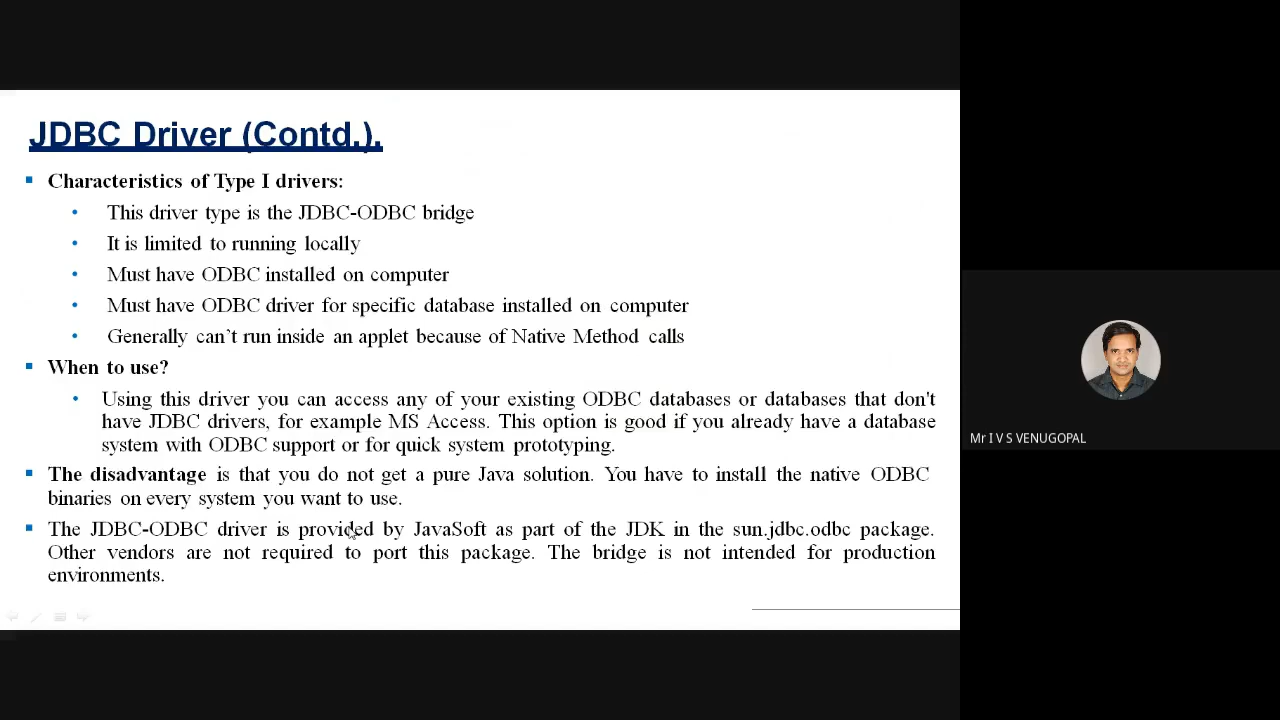 JDBC Driver (Contd.).
Characteristics of Type I drivers:
This driver type is the JDBC-ODBC bridge
It is limited to running locally
Must have ODBC installed on computer
Must have ODBC driver for specific database installed on computer
Generally can't run inside an applet because of Native Method calls
When to use?
Using this driver you can access any of your existing ODBC databases or databases that don't
have JDBC drivers, for example MS Access. This option is good if you already have a database
system with ODBC support or for quick system prototyping.
The disadvantage is that you do not get a pure Java solution. You have to install the native ODBC
binaries on every system you want to use.
The JDBC-ODBC driver is provided by JavaSoft as part of the JDK in the sun.jdbc.odbc package.
Other vendors are not required to port this package. The bridge is not intended for production
environments.
Mr I V S VENUGOPAL